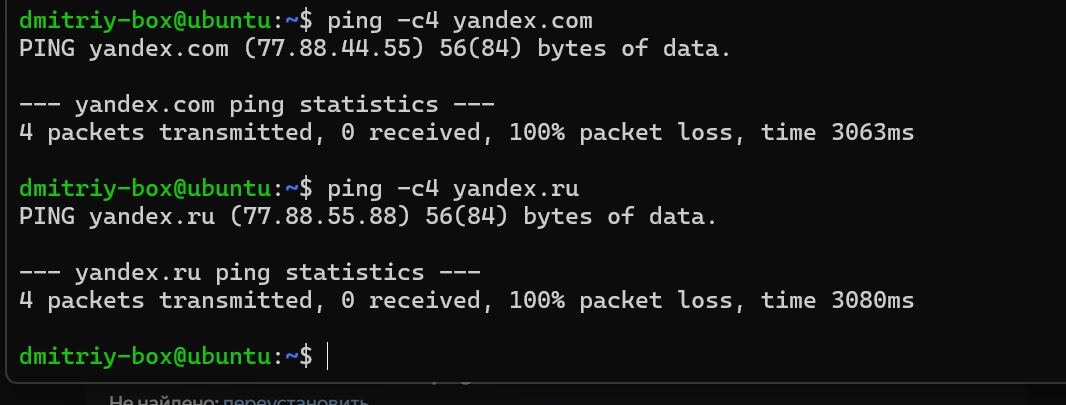 dmitriy-box@ubuntu:~$ ping -c4 yandex.com
PING yandex.com (77.88.44.55) 56(84) bytes of data.
--- yandex.com ping statistics ---
4 packets transmitted, 0 received, 100% packet loss, time 3063ms
dmitriy-box@ubuntu:~$ ping -c4 yandex.ru
PING yandex.ru (77.88.55.88) 56(84) bytes of data.
--- yandex.ru ping statistics ---
4 packets transmitted, 0 received, 100% packet loss, time 3080ms
dmitriy-box@ubuntu:~$
Не найдено: переустановить